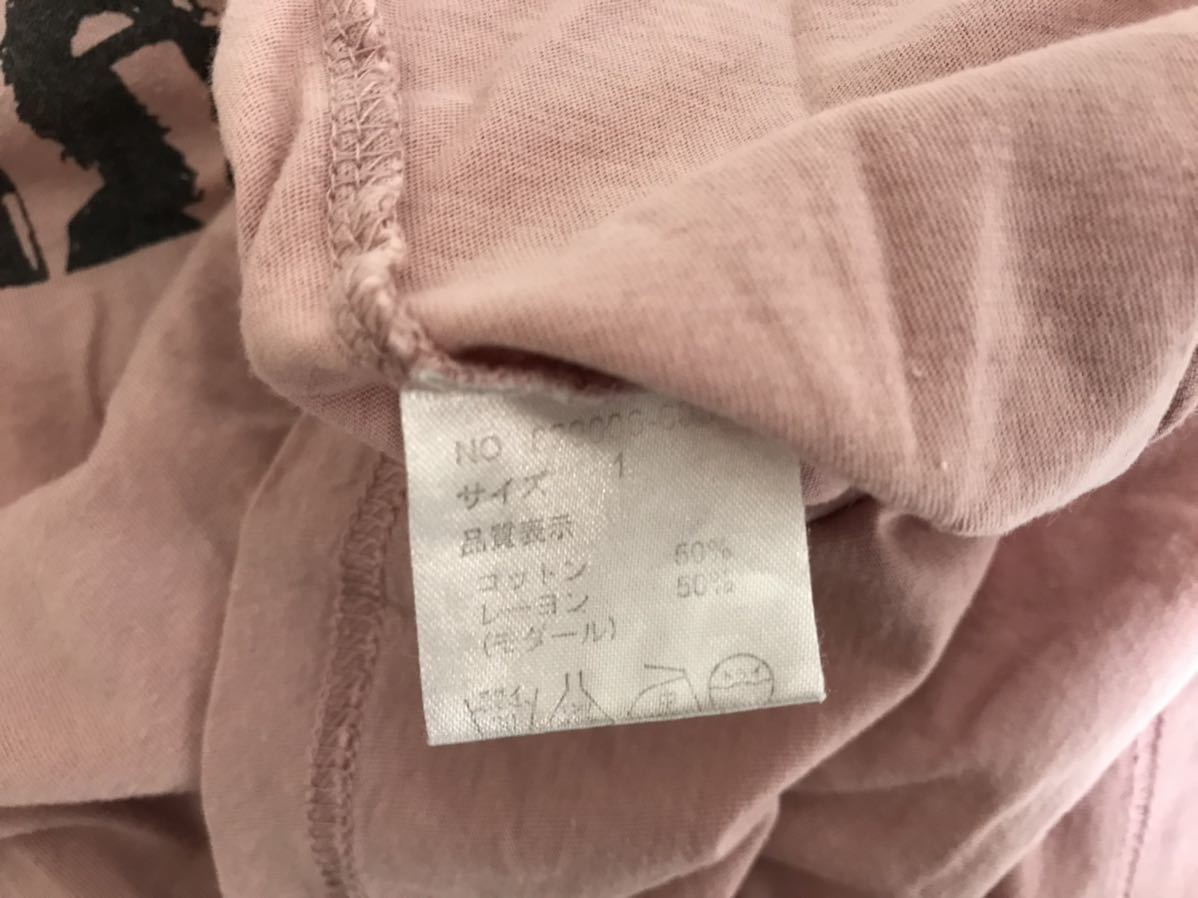 NO
サイズ 1
品質表示
コットン 50%
レーヨン 50%
(モダール)